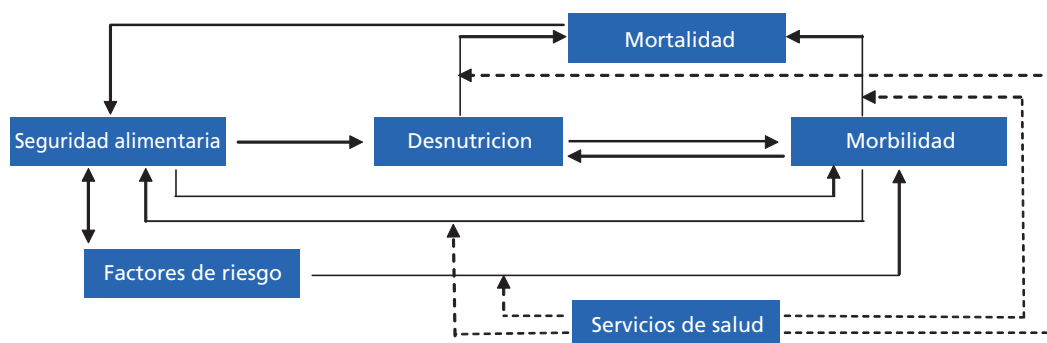 Mortalidad
Seguridad alimentaria
Desnutricion
Morbilidad
Factores de riesgo
Servicios de salud